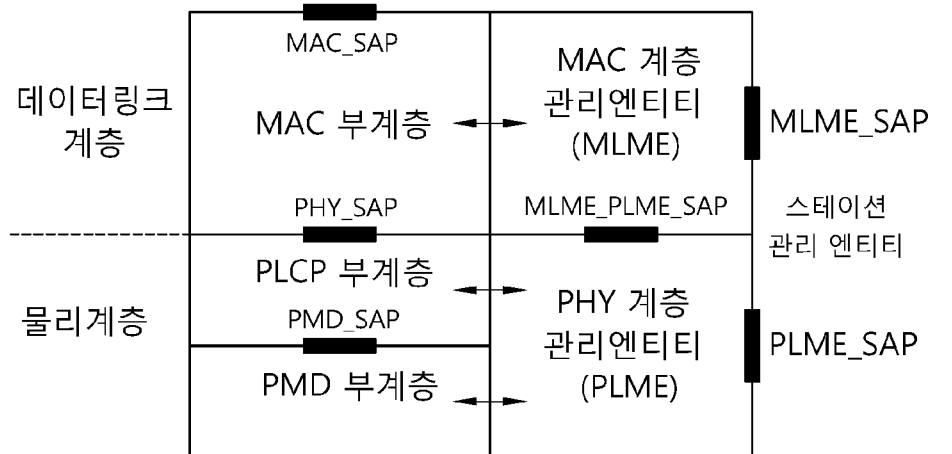 MAC_SAP
데이터링크
계층
MAC 부계층
MAC 계층
관리엔티티
(MLME)
MLME_SAP
PHY_SAP
MLME_PLME_SAP
스테이션
관리 엔티티
물리계층
PLCP 부계층
PMD_SAP
PMD 부계층
PHY 계층
관리엔티티
(PLME)
PLME_SAP